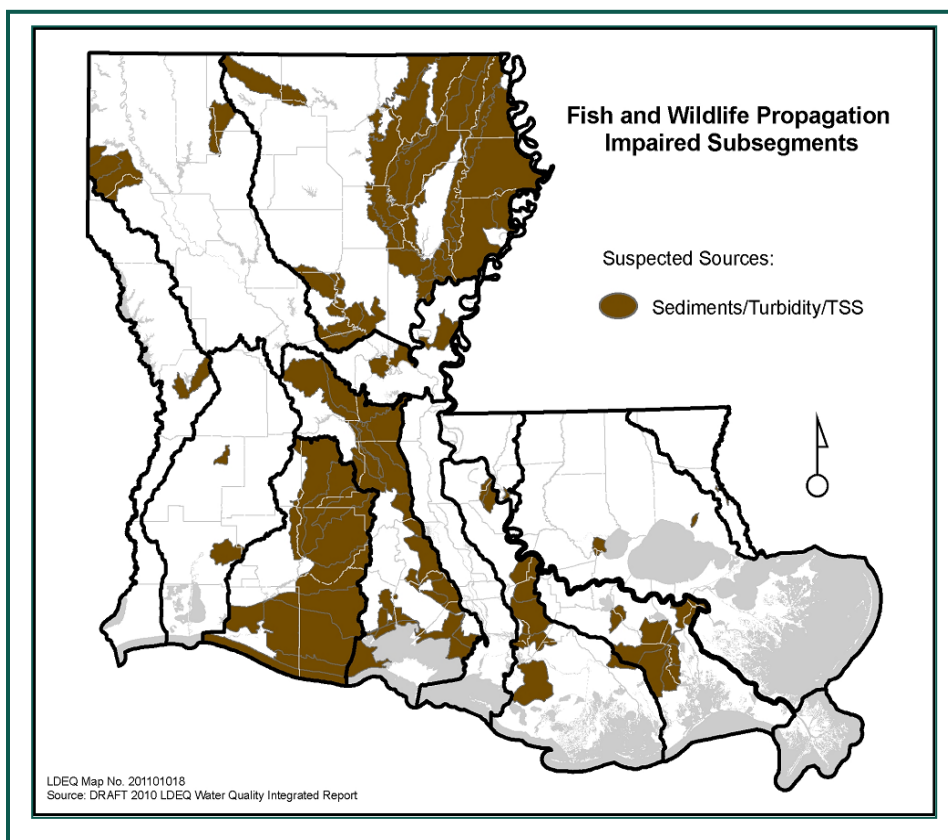 Fish and Wildlife Propagation
Impaired Subsegments
Suspected Sources:
Sediments/Turbidity/TSS
LDEQ Map No. 201101018
Source: DRAFT 2010 LDEQ Water Quality Integrated Report